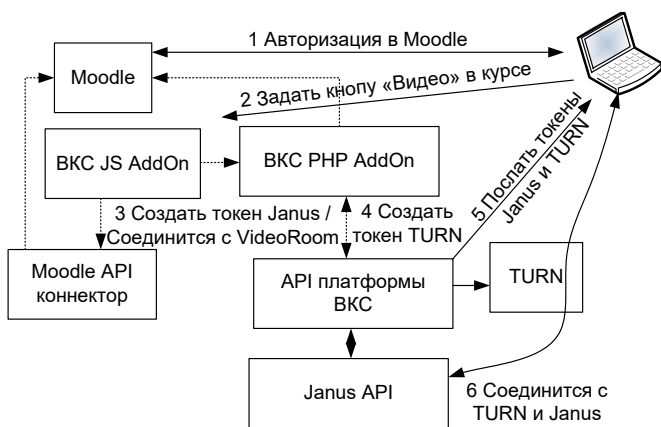 1 Авторизация в Moodle
Moodle
2 Задать кнопу «Видео» в курсе
ВКС JS AddOn
ВКС PHP AddOn
5 Послать токены
Janus и TURN
3 Создать токен Janus /
Соединится с VideoRoom
4 Создать
токен TURN
Moodle API
коннектор
API платформы
ВКС
TURN
Janus API
6 Соединится с
TURN и Janus